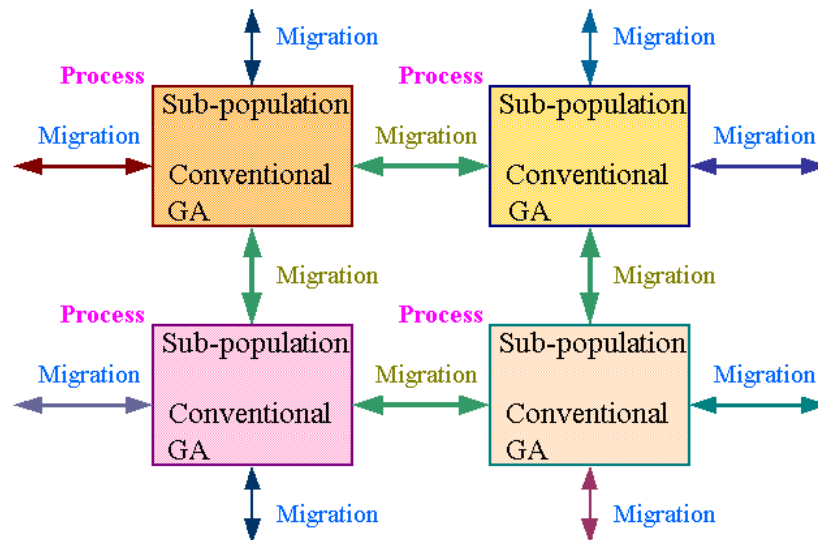 Migration Migration
Process Process
Sub-population Sub-population
Migration Migration Migration
Conventional Conventional
GA GA
Migration Migration
Process Process
Sub-population Sub-population
Migration Migration Migration
Conventional Conventional
GA GA
Migration Migration